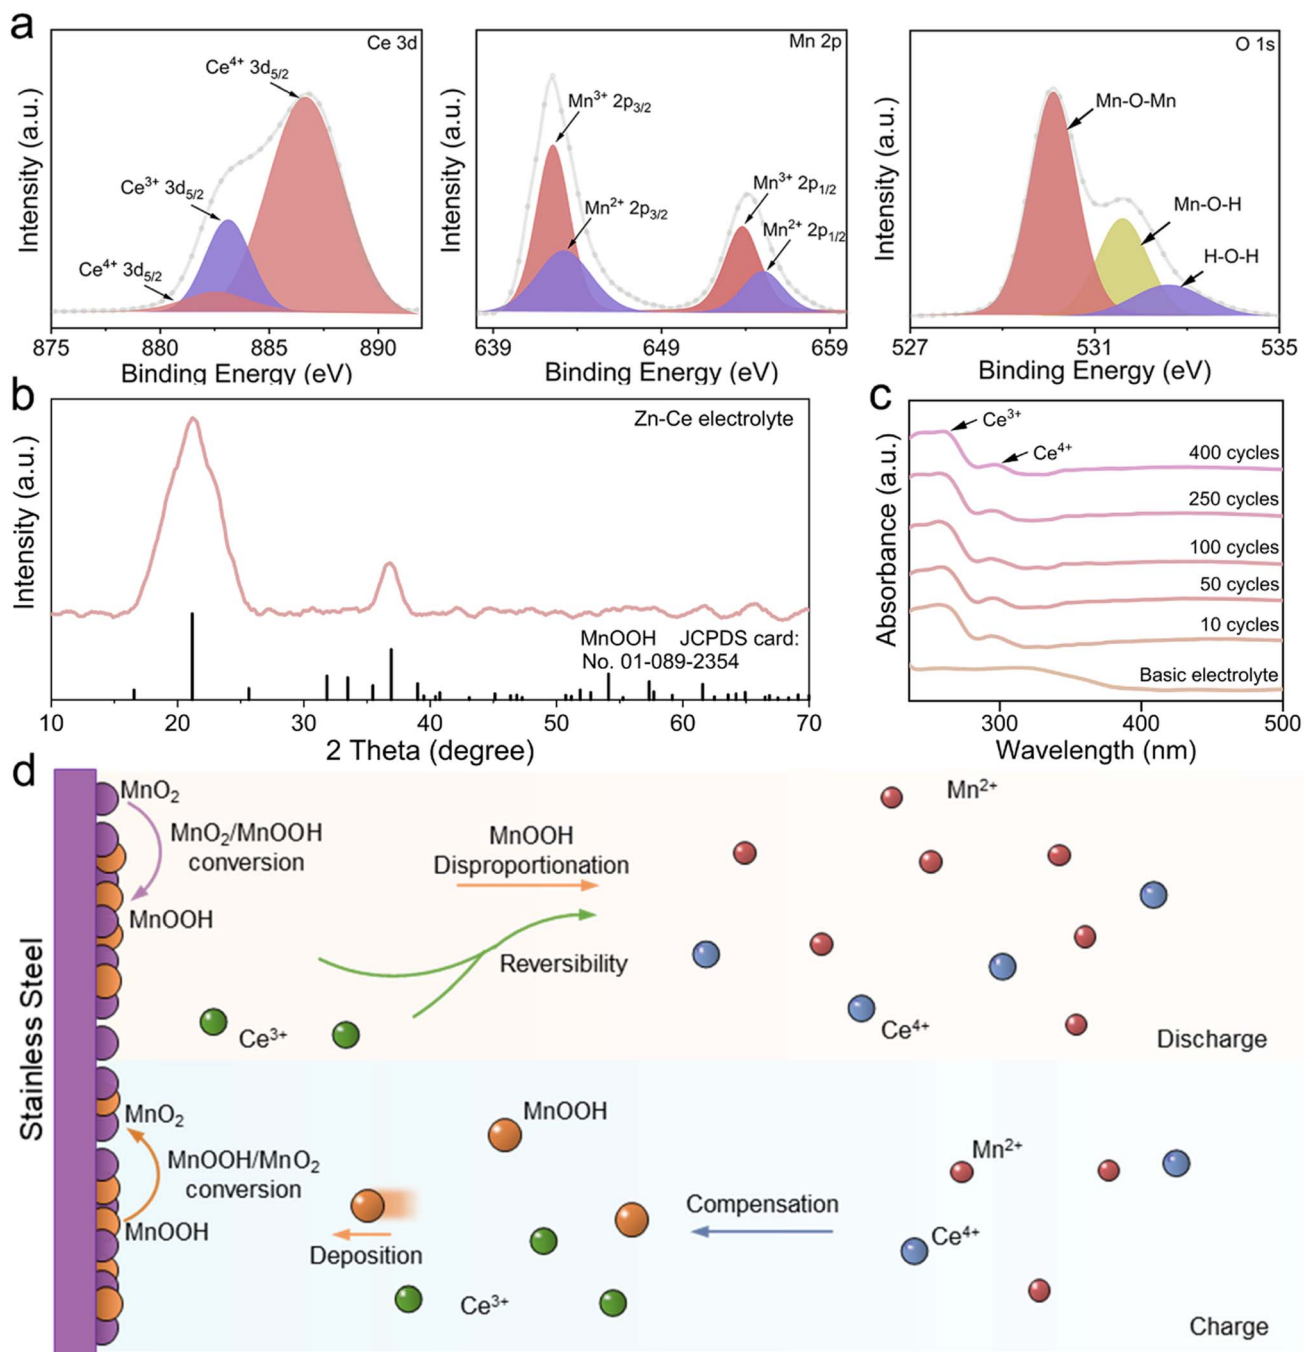 a
Ce 3d
Ce⁴⁺ 3d₅/₂
Ce³⁺ 3d₅/₂
Ce⁴⁺ 3d₅/₂
Intensity (a.u.)
875 880 885 890
Binding Energy (eV)
Mn 2p
Mn³⁺ 2p₃/₂
Mn²⁺ 2p₃/₂
Mn³⁺ 2p₁/₂
Mn²⁺ 2p₁/₂
Intensity (a.u.)
639 649 659
Binding Energy (eV)
O 1s
Mn-O-Mn
Mn-O-H
H-O-H
Intensity (a.u.)
527 531 535
Binding Energy (eV)
b
Zn-Ce electrolyte
Intensity (a.u.)
MnOOH JCPDS card:
No. 01-089-2354
10 20 30 40 50 60 70
2 Theta (degree)
c
Ce³⁺
Ce⁴⁺
400 cycles
250 cycles
100 cycles
50 cycles
10 cycles
Basic electrolyte
Absorbance (a.u.)
300 400 500
Wavelength (nm)
d
Stainless Steel
MnO₂
MnO₂/MnOOH
conversion
MnOOH
MnOOH
Disproportionation
Reversibility
Ce³⁺
Mn²⁺
Ce⁴⁺
Discharge
MnO₂
MnOOH/MnO₂
conversion
MnOOH
MnOOH
Deposition
Ce³⁺
Compensation
Mn²⁺
Ce⁴⁺
Charge